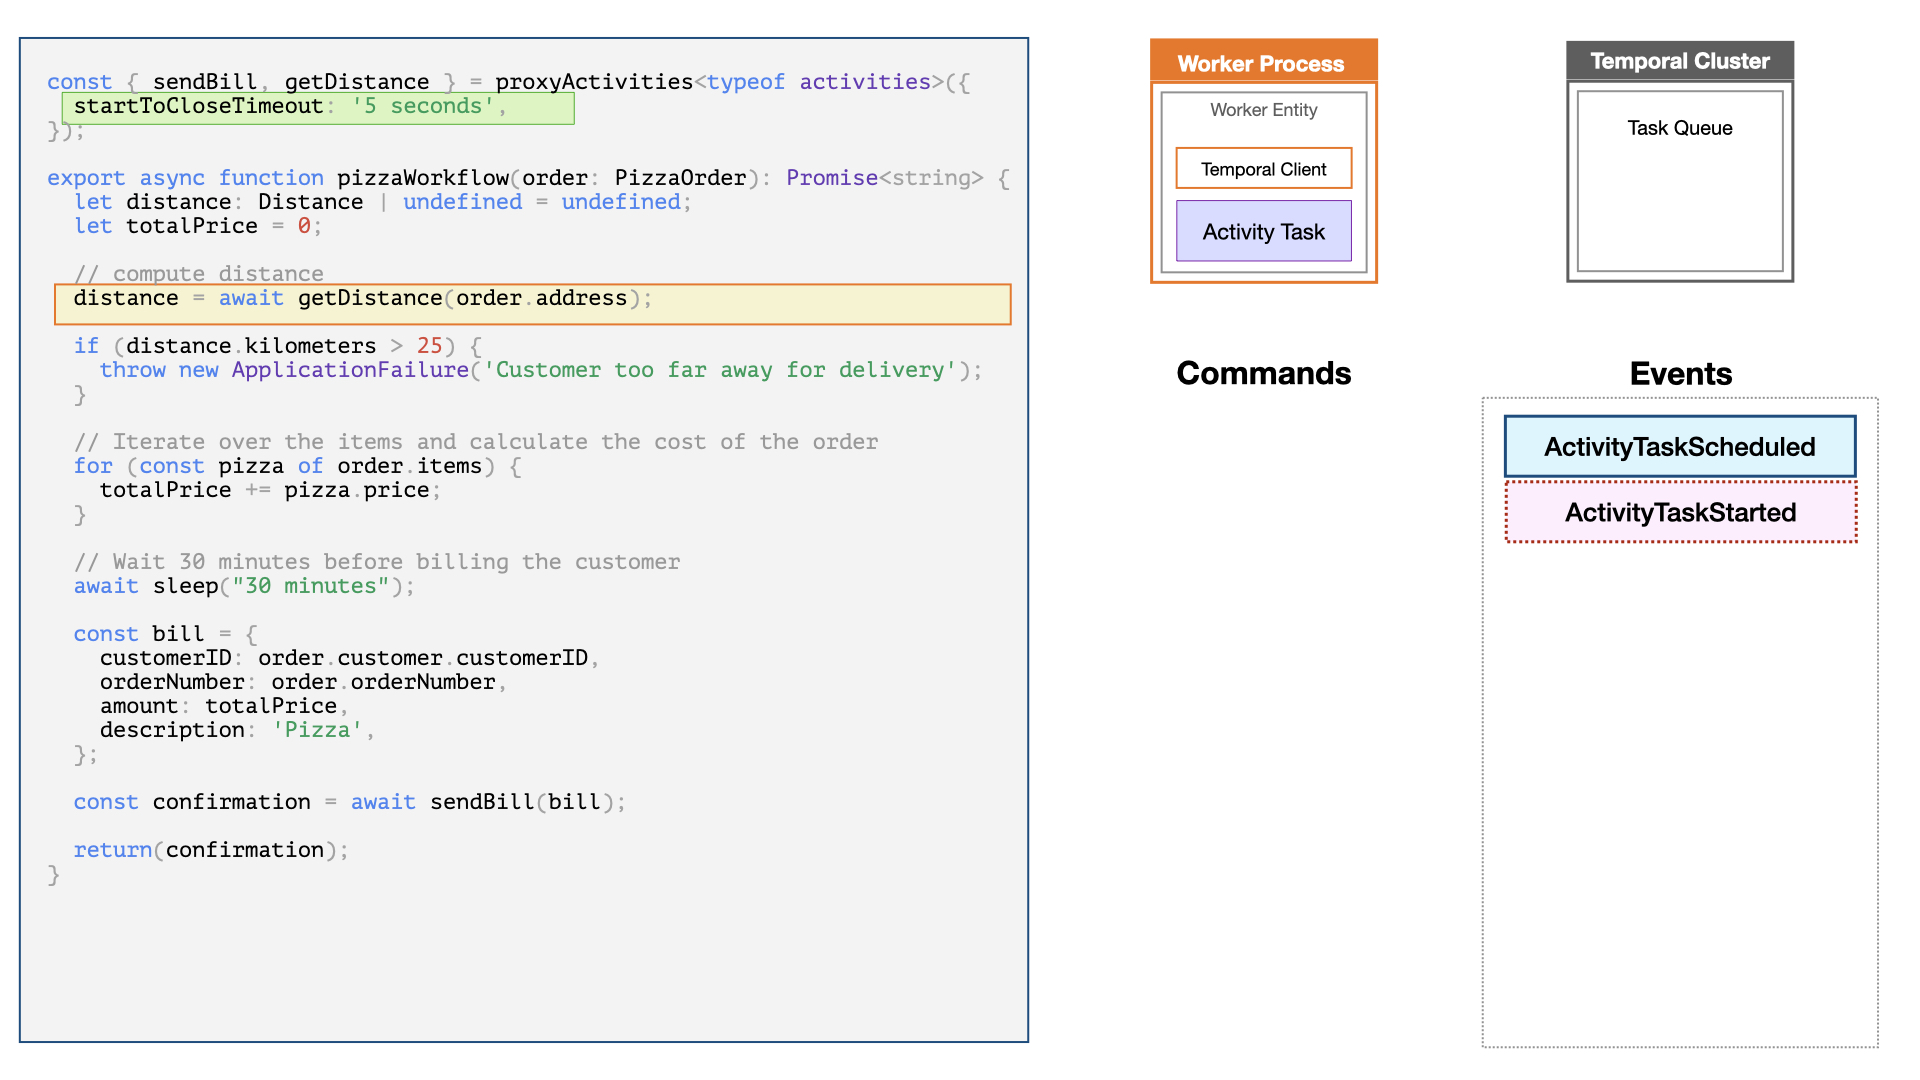 const { sendBill, getDistance } = proxyActivities<typeof activities>({
  startToCloseTimeout: '5 seconds',
});

export async function pizzaWorkflow(order: PizzaOrder): Promise<string> {
  let distance: Distance | undefined = undefined;
  let totalPrice = 0;

  // compute distance
  distance = await getDistance(order.address);

  if (distance.kilometers > 25) {
    throw new ApplicationFailure('Customer too far away for delivery');
  }

  // Iterate over the items and calculate the cost of the order
  for (const pizza of order.items) {
    totalPrice += pizza.price;
  }

  // Wait 30 minutes before billing the customer
  await sleep("30 minutes");

  const bill = {
    customerID: order.customer.customerID,
    orderNumber: order.orderNumber,
    amount: totalPrice,
    description: 'Pizza',
  };

  const confirmation = await sendBill(bill);

  return(confirmation);
}
Worker Process
Worker Entity
Temporal Client
Activity Task
Temporal Cluster
Task Queue
Commands
Events
ActivityTaskScheduled
ActivityTaskStarted